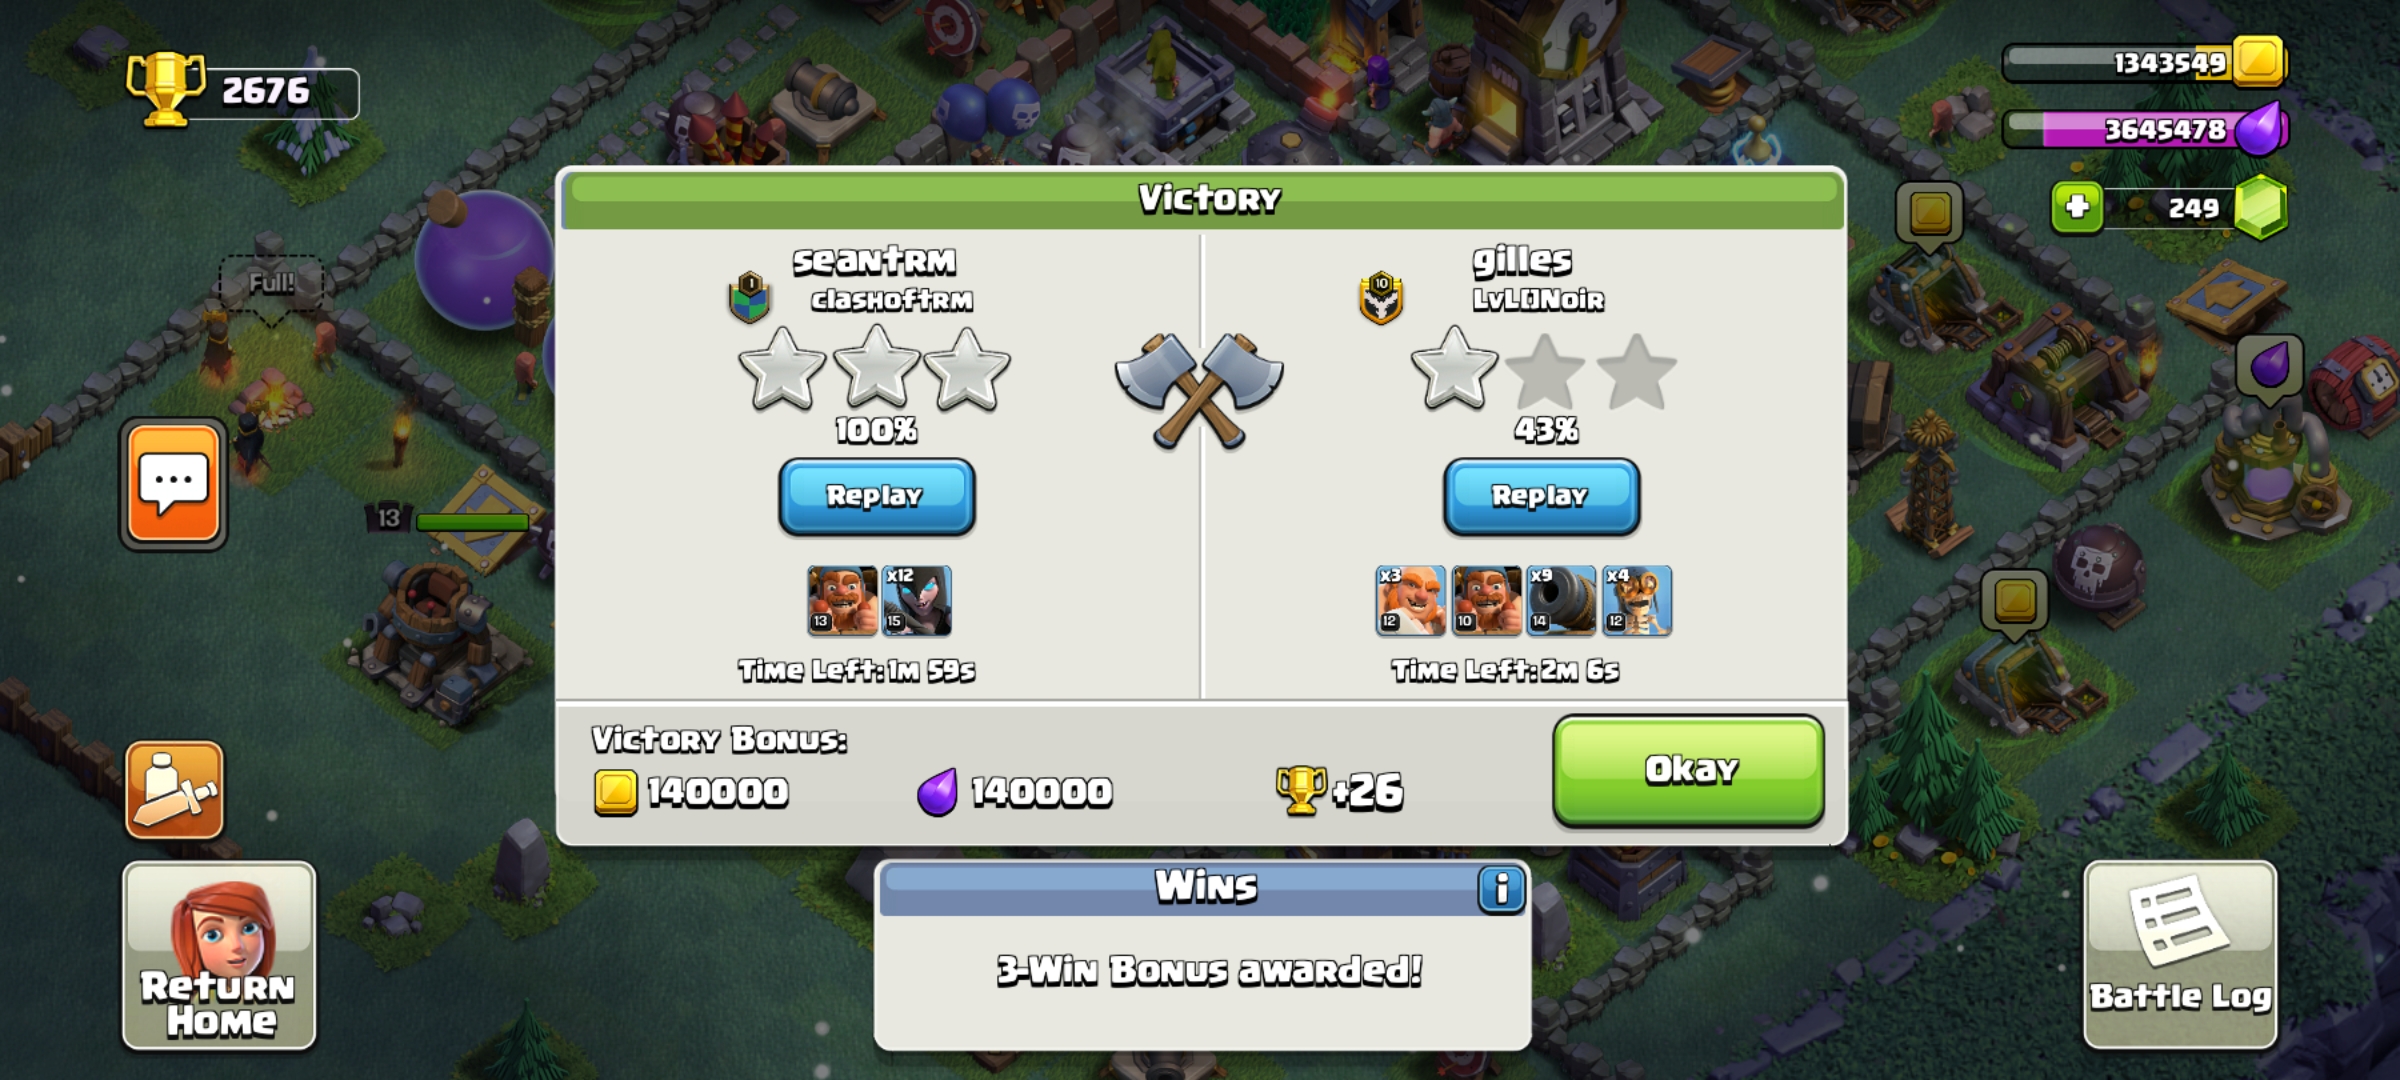 2676
1343549
3645478
249
Full!
13
Victory
seantrm
clashoftrm
1
100%
Replay
13
x12
15
Time Left:1m 59s
gilles
LvL▯Noir
10
43%
Replay
x3
12
10
x9
14
x4
12
Time Left:2m 6s
Victory Bonus:
140000
140000
+26
Okay
Wins
i
3-Win Bonus awarded!
Return
Home
Battle Log